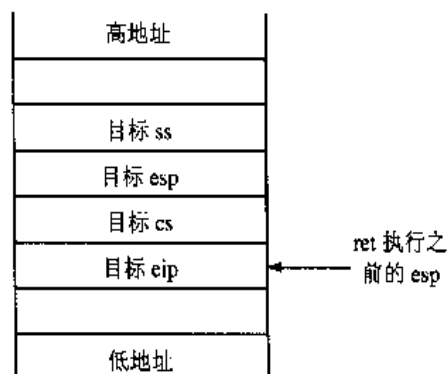 高地址
目标 ss
目标 esp
目标 cs
目标 eip
ret 执行之
前的 esp
低地址